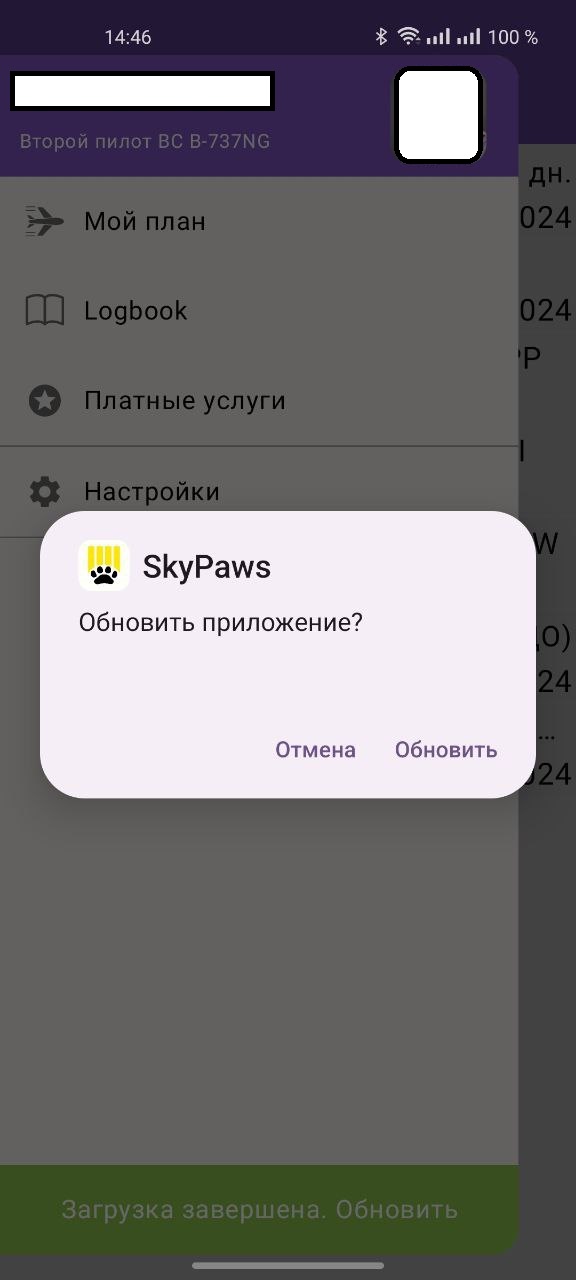 14:46
100 %
Второй пилот ВС B-737NG
дн.
Мой план
024
Logbook
024
Платные услуги
Настройки
W
SkyPaws
Обновить приложение?
ДО)
24
...
Отмена
Обновить
024
Загрузка завершена. Обновить